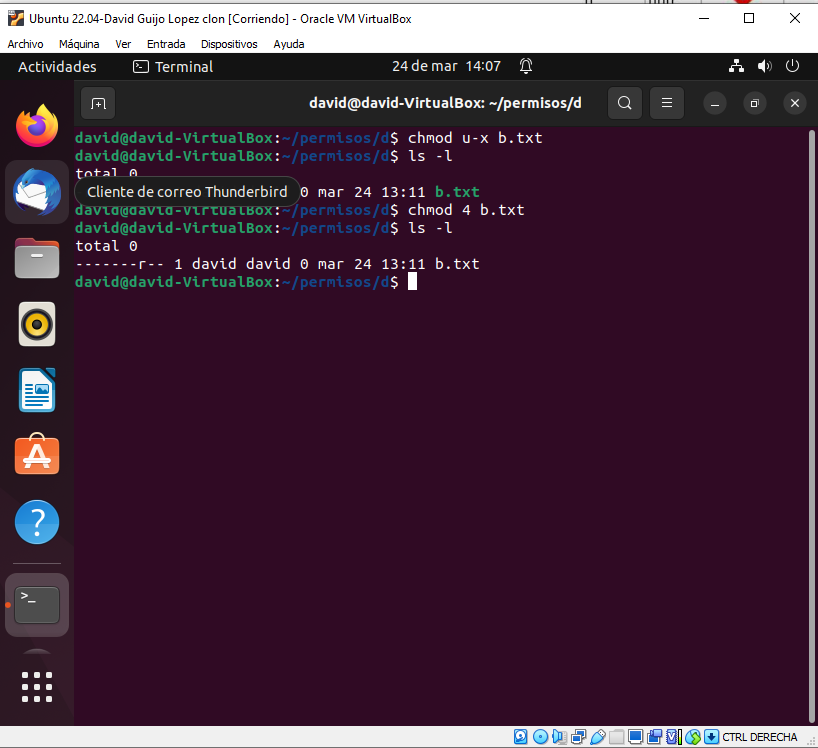 Ubuntu 22.04-David Guijo Lopez clon [Corriendo] - Oracle VM VirtualBox
Archivo Máquina Ver Entrada Dispositivos Ayuda
Actividades Terminal 24 de mar 14:07
david@david-VirtualBox: ~/permisos/d
david@david-VirtualBox:~/permisos/d$ chmod u-x b.txt
david@david-VirtualBox:~/permisos/d$ ls -l
total 0
Cliente de correo Thunderbird 0 mar 24 13:11 b.txt
david@david-VirtualBox:~/permisos/d$ chmod 4 b.txt
david@david-VirtualBox:~/permisos/d$ ls -l
total 0
-------r-- 1 david david 0 mar 24 13:11 b.txt
david@david-VirtualBox:~/permisos/d$
CTRL DERECHA